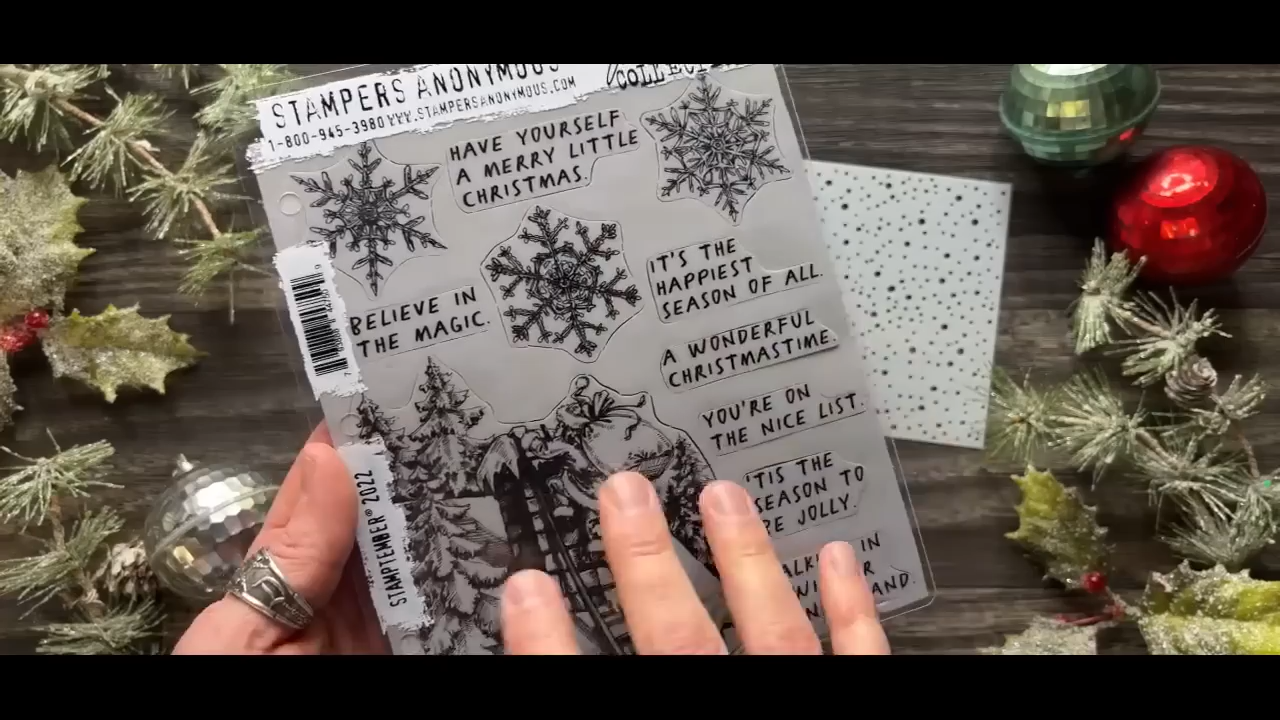 STAMPERS ANONYMOUS
1-800-945-3980 WWW.STAMPERSANONYMOUS.COM
HAVE YOURSELF
A MERRY LITTLE
CHRISTMAS.
BELIEVE IN
THE MAGIC.
IT'S THE
HAPPIEST
SEASON OF ALL.
A WONDERFUL
CHRISTMASTIME.
YOU'RE ON
THE NICE LIST.
'TIS THE
SEASON TO
BE JOLLY.
IN
STAMPTEMBER® 2022